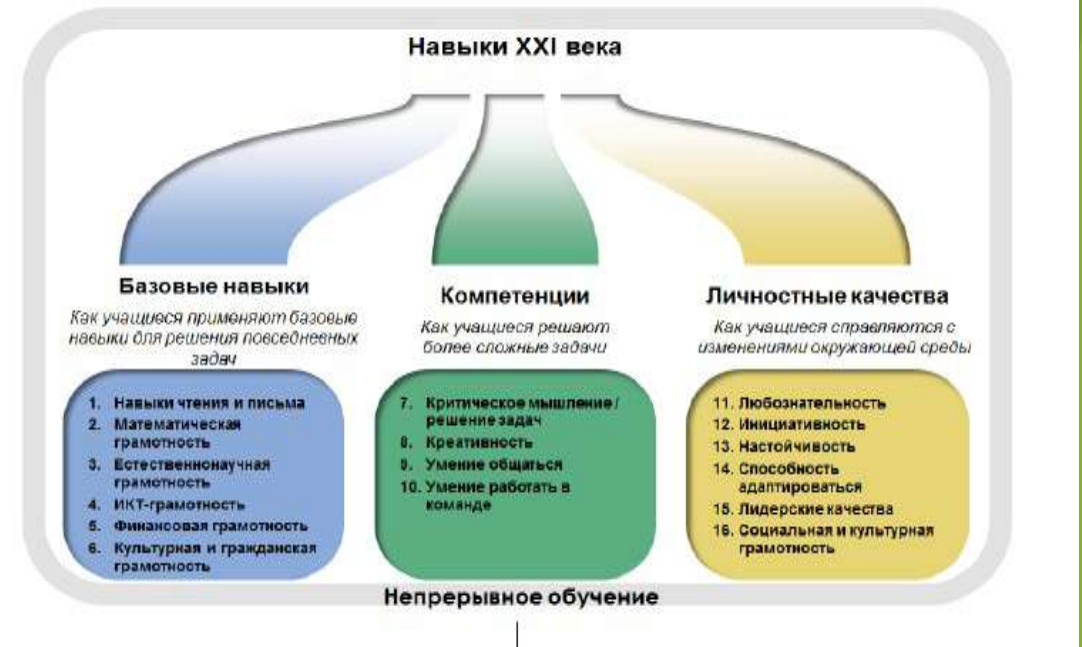 Навыки XXI века
Базовые навыки
Как учащиеся применяют базовые
навыки для решения повседневных
задач
1. Навыки чтения и письма
2. Математическая
грамотность
3. Естественнонаучная
грамотность
4. ИКТ-грамотность
5. Финансовая грамотность
6. Культурная и гражданская
грамотность
Компетенции
Как учащиеся решают
более сложные задачи
7. Критическое мышление /
решение задач
8. Креативность
9. Умение общаться
10. Умение работать в
команде
Личностные качества
Как учащиеся справляются с
изменениями окружающей среды
11. Любознательность
12. Инициативность
13. Настойчивость
14. Способность
адаптироваться
15. Лидерские качества
16. Социальная и культурная
грамотность
Непрерывное обучение